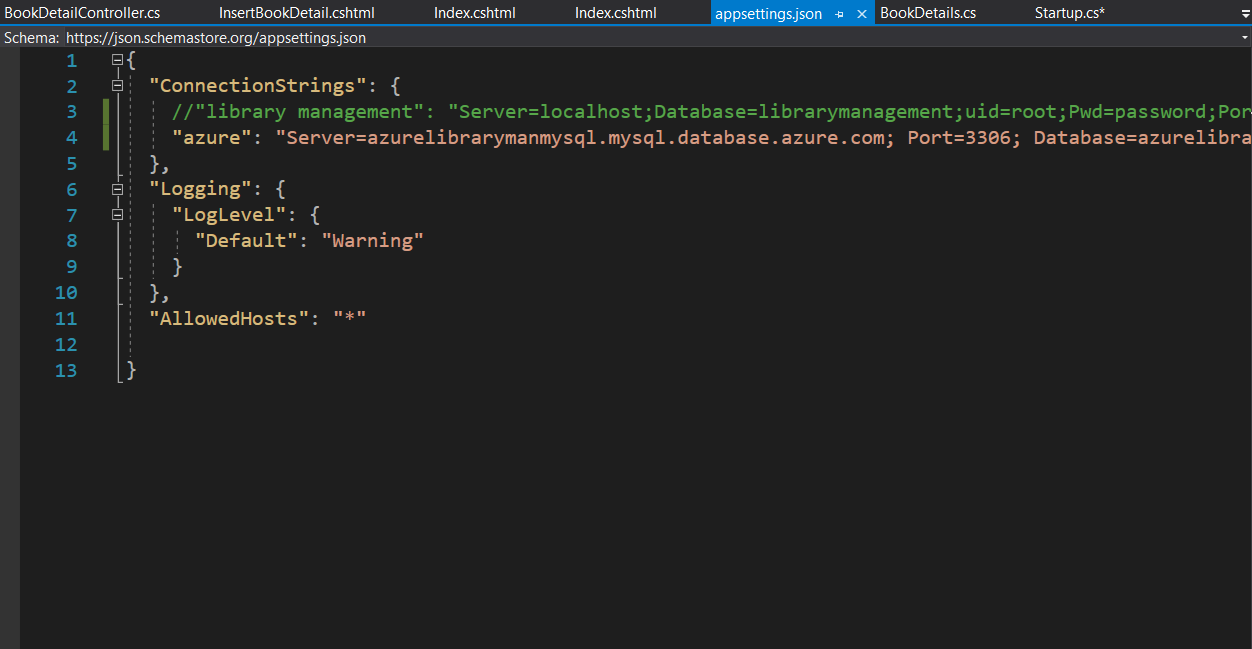 BookDetailController.cs InsertBookDetail.cshtml Index.cshtml Index.cshtml appsettings.json BookDetails.cs Startup.cs*
Schema: https://json.schemastore.org/appsettings.json
1 {
2 "ConnectionStrings": {
3 //"library management": "Server=localhost;Database=librarymanagement;uid=root;Pwd=password;Por
4 "azure": "Server=azurelibrarymanmysql.mysql.database.azure.com; Port=3306; Database=azurelibra
5 },
6 "Logging": {
7 "LogLevel": {
8 "Default": "Warning"
9 }
10 },
11 "AllowedHosts": "*"
12
13 }